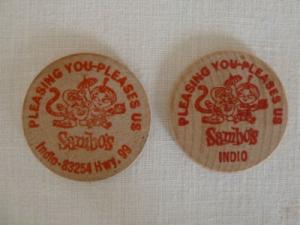 PLEASING YOU-PLEASES US
Sambo's
Indio-83254 Hwy. 99
PLEASING YOU-PLEASES US
Sambo's
INDIO